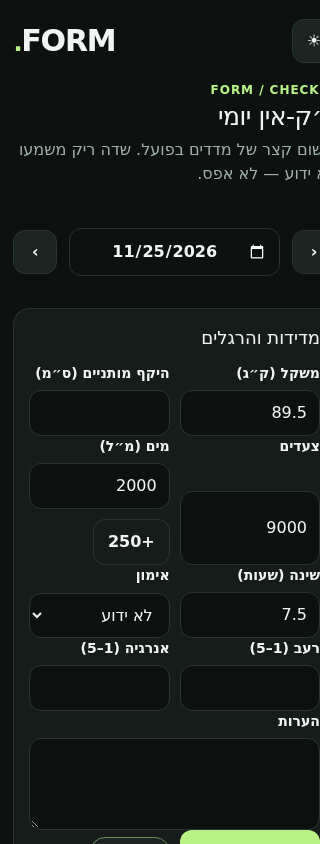 .FORM
FORM / CHECK
ק-אין יומי
קצר של מדדים בפועל. שדה ריק משמעו
ידוע — לא אפס.
11/25/2026
מדידות והרגלים
משקל (ק״ג) היקף מותניים (ס״מ)
89.5
צעדים מים (מ״ל)
2000
9000
+250
שינה (שעות) אימון
7.5 לא ידוע
רעב (1–5) אנרגיה (1–5)
הערות